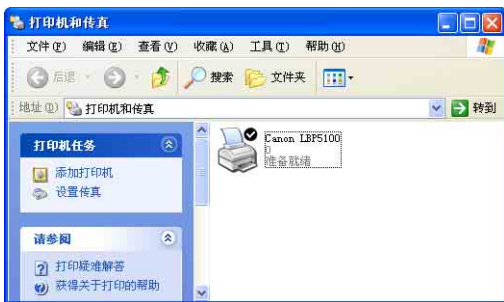 打印机和传真
文件(F) 编辑(E) 查看(V) 收藏(A) 工具(T) 帮助(H)
后退 搜索 文件夹
地址(D) 打印机和传真 转到
打印机任务
添加打印机
设置传真
请参阅
打印疑难解答
获得关于打印的帮助
Canon LBP5100
0
准备就绪